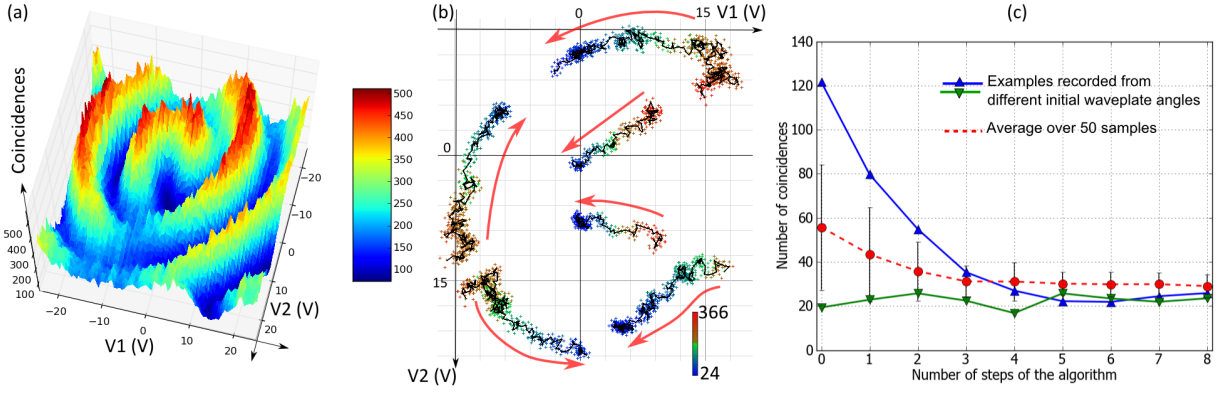 (a)
Coincidences
500
400
300
200
100
−20
−10
0
10
20
V1 (V)
−20
−10
0
10
20
V2 (V)
500
450
400
350
300
250
200
150
100
(b)
0
15
V1 (V)
0
15
V2 (V)
366
24
(c)
Number of coincidences
140
120
100
80
60
40
20
0
Examples recorded from
different initial waveplate angles
Average over 50 samples
0 1 2 3 4 5 6 7 8
Number of steps of the algorithm